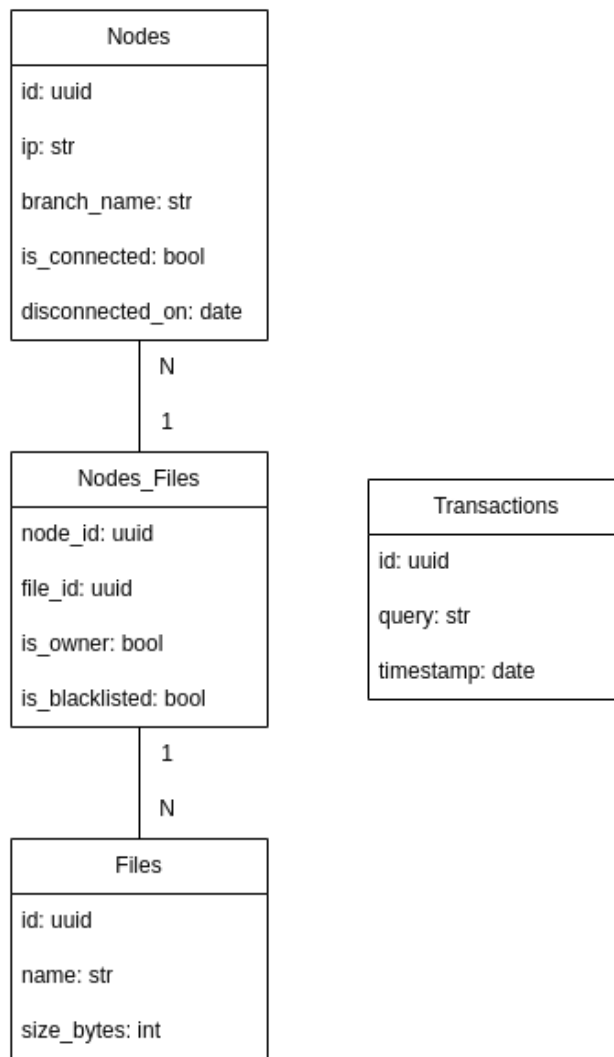 Nodes
id: uuid
ip: str
branch_name: str
is_connected: bool
disconnected_on: date
N
1
Nodes_Files
node_id: uuid
file_id: uuid
is_owner: bool
is_blacklisted: bool
1
N
Files
id: uuid
name: str
size_bytes: int
Transactions
id: uuid
query: str
timestamp: date